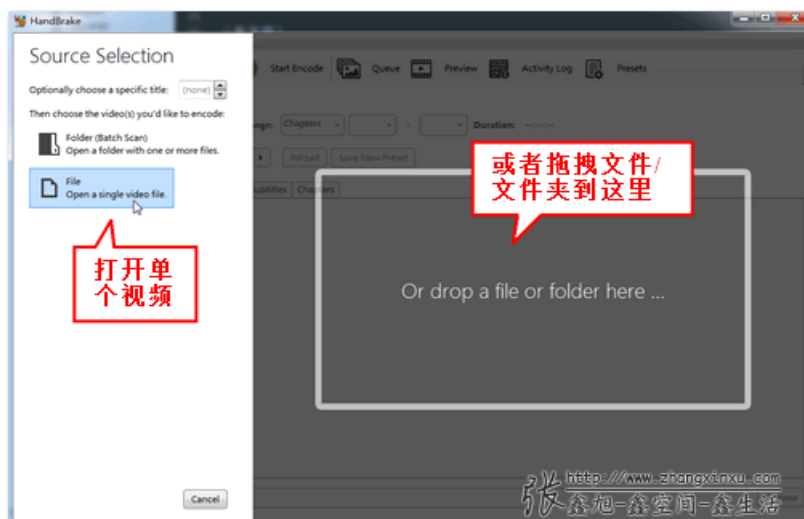 HandBrake
Source Selection
Optionally choose a specific title: (none)
Then choose the video(s) you'd like to encode:
Folder (Batch Scan)
Open a folder with one or more files.
File
Open a single video file.
打开单
个视频
Cancel
Start Encode Queue Preview Activity Log Presets
nge: Chapters - Duration: --:--:--
Reload Save New Preset
Subtitles Chapters
或者拖拽文件/
文件夹到这里
Or drop a file or folder here ...
http://www.zhangxinxu.com
张鑫旭-鑫空间-鑫生活